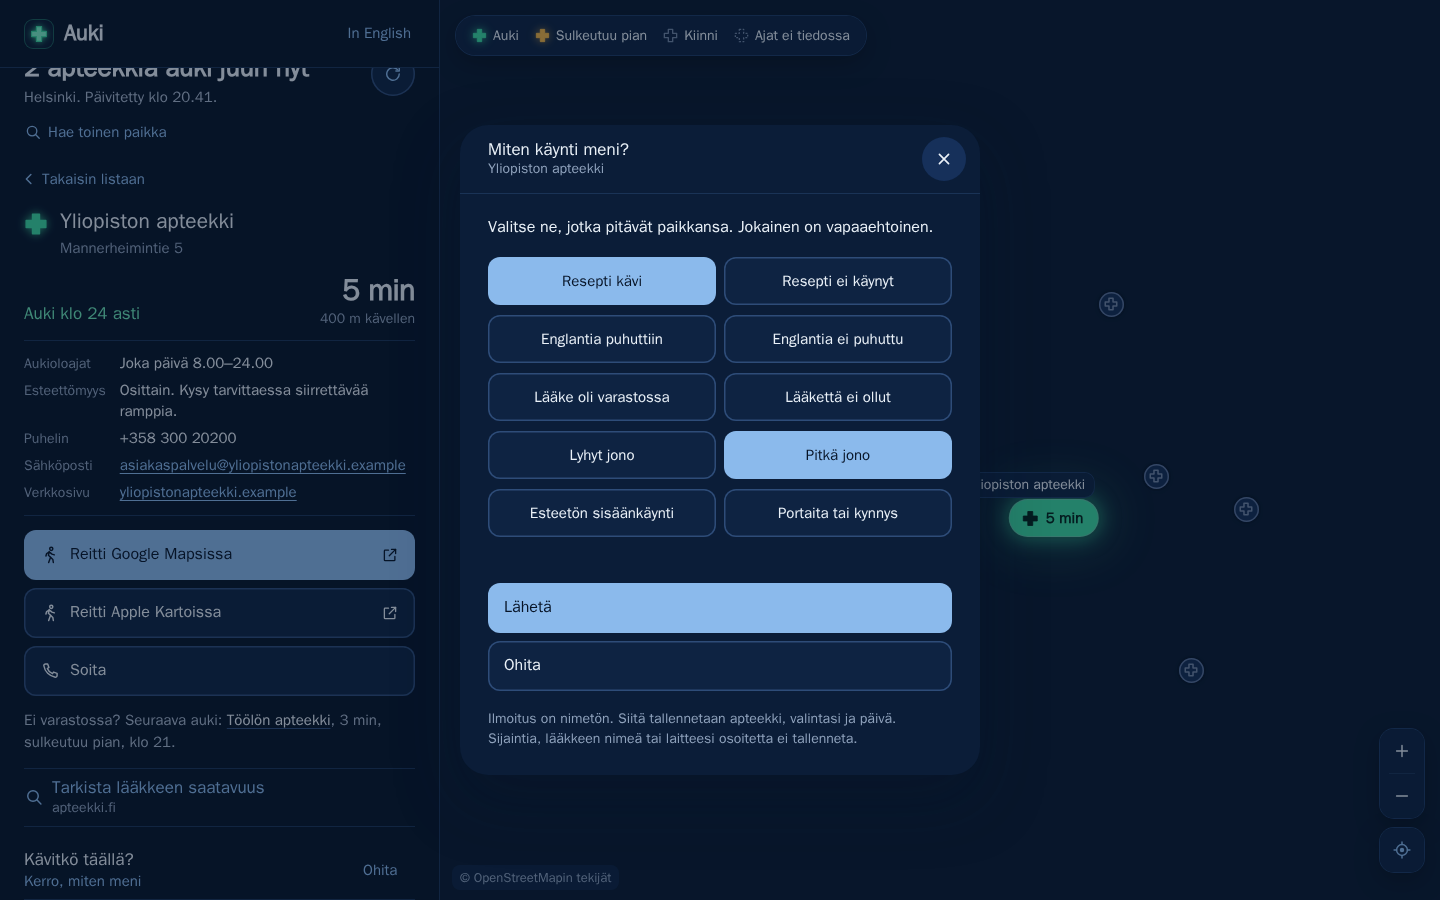 Auki
In English
2 apteekkia auki juuri nyt
Helsinki. Päivitetty klo 20.41.
Hae toinen paikka
Takaisin listaan
Yliopiston apteekki
Mannerheimintie 5
5 min
Auki klo 24 asti
400 m kävellen
Aukioloajat Joka päivä 8.00–24.00
Esteettömyys Osittain. Kysy tarvittaessa siirrettävää
ramppia.
Puhelin +358 300 20200
Sähköposti asiakaspalvelu@yliopistonapteekki.example
Verkkosivu yliopistonapteekki.example
Reitti Google Mapsissa
Reitti Apple Kartoissa
Soita
Ei varastossa? Seuraava auki: Töölön apteekki, 3 min,
sulkeutuu pian, klo 21.
Tarkista lääkkeen saatavuus
apteekki.fi
Kävitkö täällä?
Kerro, miten meni
Ohita
Auki Sulkeutuu pian Kiinni Ajat ei tiedossa
Miten käynti meni?
Yliopiston apteekki
Valitse ne, jotka pitävät paikkansa. Jokainen on vapaaehtoinen.
Resepti kävi Resepti ei käynyt
Englantia puhuttiin Englantia ei puhuttu
Lääke oli varastossa Lääkettä ei ollut
Lyhyt jono Pitkä jono
Esteetön sisäänkäynti Portaita tai kynnys
Lähetä
Ohita
Ilmoitus on nimetön. Siitä tallennetaan apteekki, valintasi ja päivä.
Sijaintia, lääkkeen nimeä tai laitteesi osoitetta ei tallenneta.
iopiston apteekki
5 min
© OpenStreetMapin tekijät